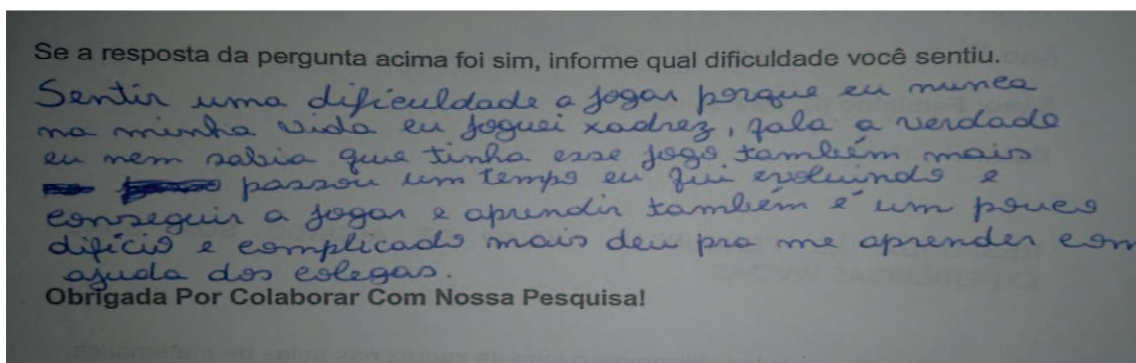 Se a resposta da pergunta acima foi sim, informe qual dificuldade você sentiu.
Sentir uma dificuldade a jogar porque eu nunca
na minha vida eu joguei xadrez, fala a verdade
eu nem sabia que tinha esse jogo também mais
passou um tempo eu fui evoluindo e
conseguir a jogar e aprendir também é um pouco
difício e complicado mais deu pra me aprender com
ajuda dos colegas.
Obrigada Por Colaborar Com Nossa Pesquisa!